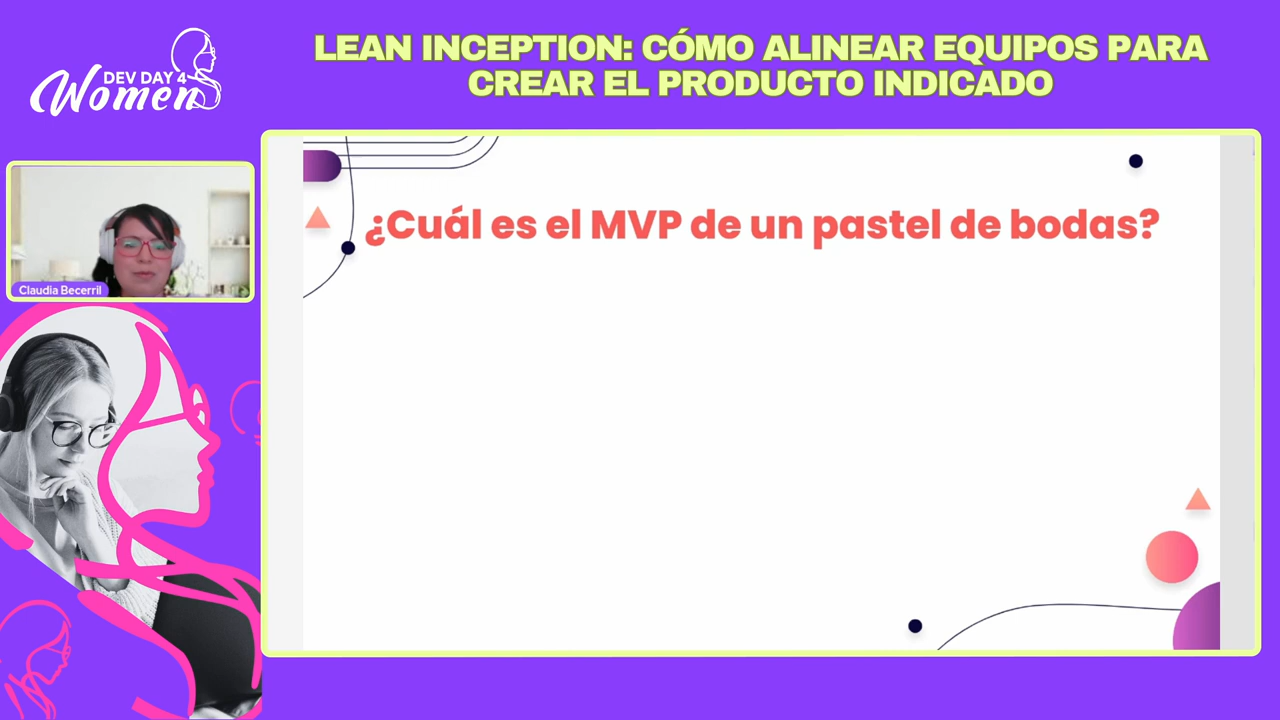 DEV DAY 4
Women
LEAN INCEPTION: CÓMO ALINEAR EQUIPOS PARA
CREAR EL PRODUCTO INDICADO
Claudia Becerril
¿Cuál es el MVP de un pastel de bodas?